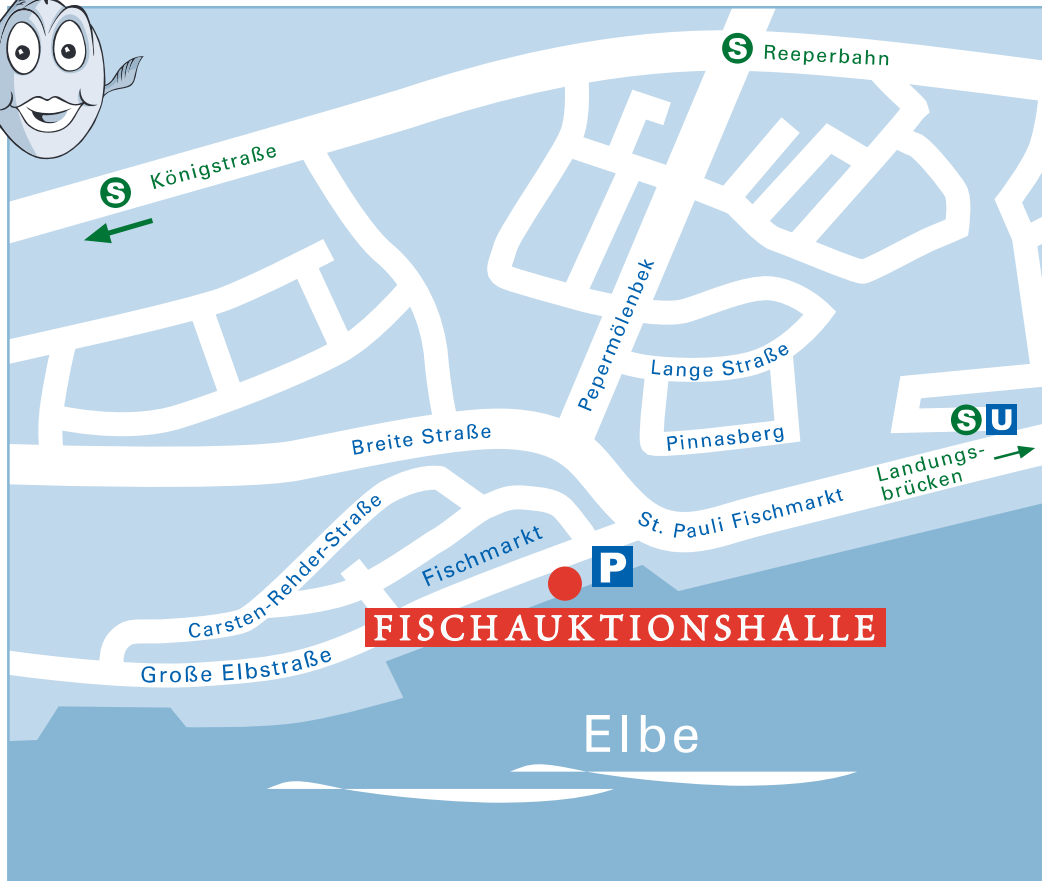 S Reeperbahn
S Königstraße
Pepermölenbek
Lange Straße
Breite Straße
Pinnasberg
S U
Landungs-
brücken
St. Pauli Fischmarkt
Carsten-Rehder-Straße
Fischmarkt
P
FISCHAUKTIONSHALLE
Große Elbstraße
Elbe